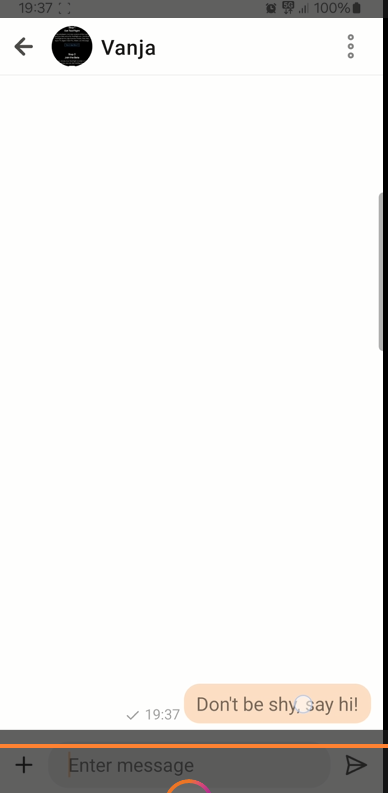 19:37 100%
Vanja
Don't be shy, say hi!
19:37
Enter message